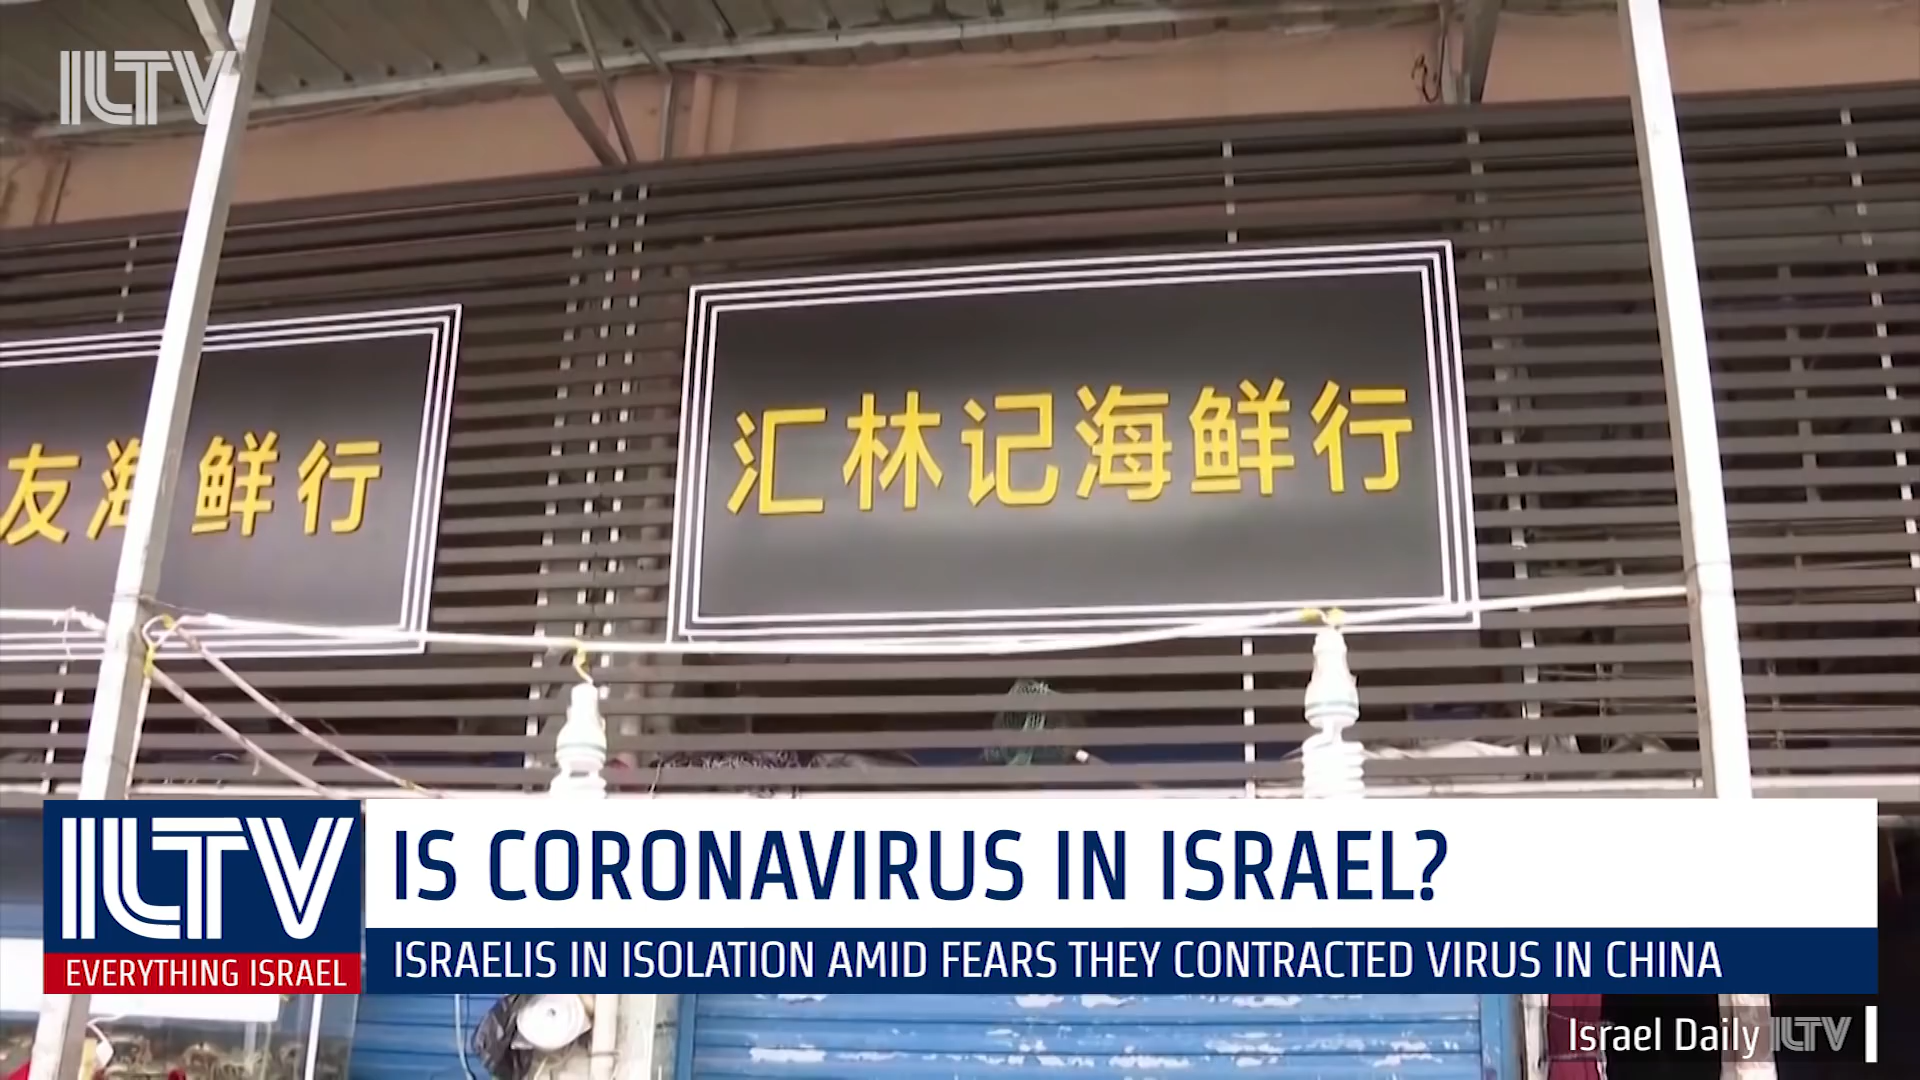 ILTV
友海鲜行
汇林记海鲜行
ILTV
EVERYTHING ISRAEL
IS CORONAVIRUS IN ISRAEL?
ISRAELIS IN ISOLATION AMID FEARS THEY CONTRACTED VIRUS IN CHINA
Israel Daily ILTV